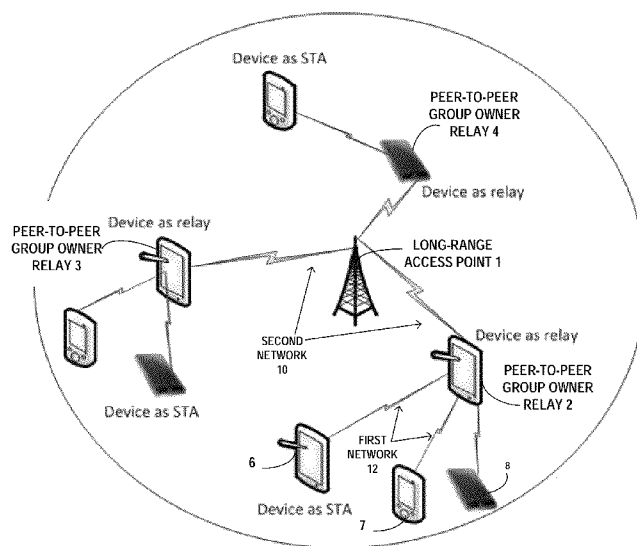 Device as STA
PEER-TO-PEER
GROUP OWNER
RELAY 4
Device as relay
Device as relay
PEER-TO-PEER
GROUP OWNER
RELAY 3
LONG-RANGE
ACCESS POINT 1
SECOND
NETWORK
10
Device as relay
PEER-TO-PEER
GROUP OWNER
RELAY 2
Device as STA
FIRST
NETWORK
12
6
8
Device as STA
7